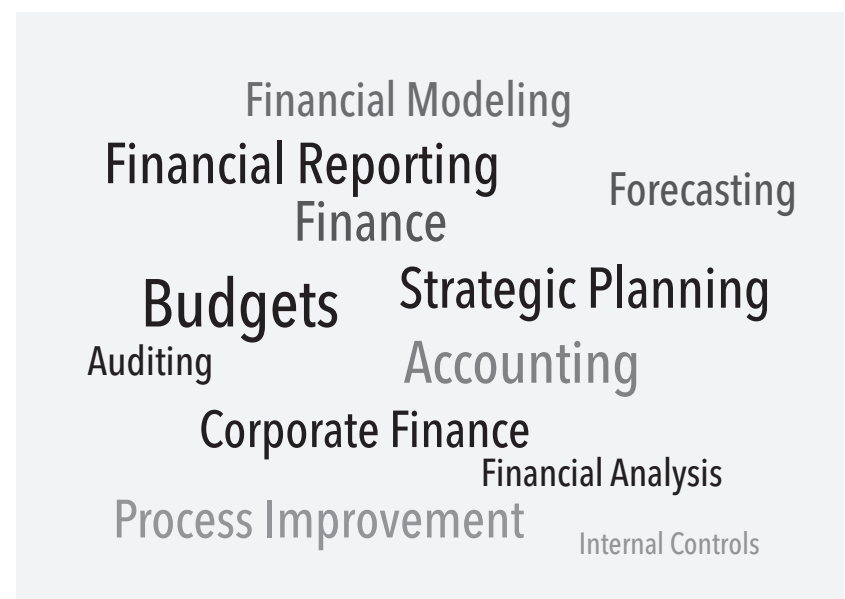 Financial Modeling
Financial Reporting
Forecasting
Finance
Strategic Planning
Budgets
Accounting
Auditing
Corporate Finance
Financial Analysis
Process Improvement
Internal Controls